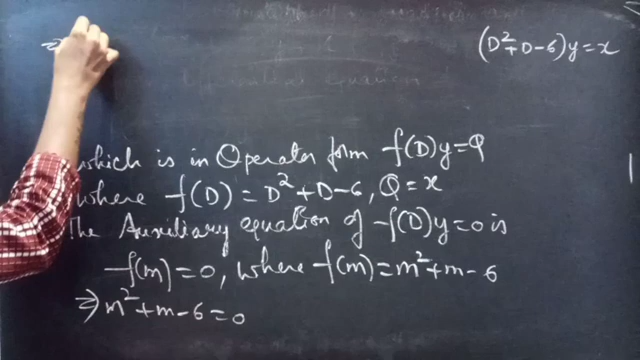 (D²+D-6)y=x
⇒
which is in Operator form f(D)y=Q
where f(D)=D²+D-6, Q=x
The Auxiliary equation of f(D)y=0 is
f(m)=0, where f(m)=m²+m-6
⇒ m²+m-6=0